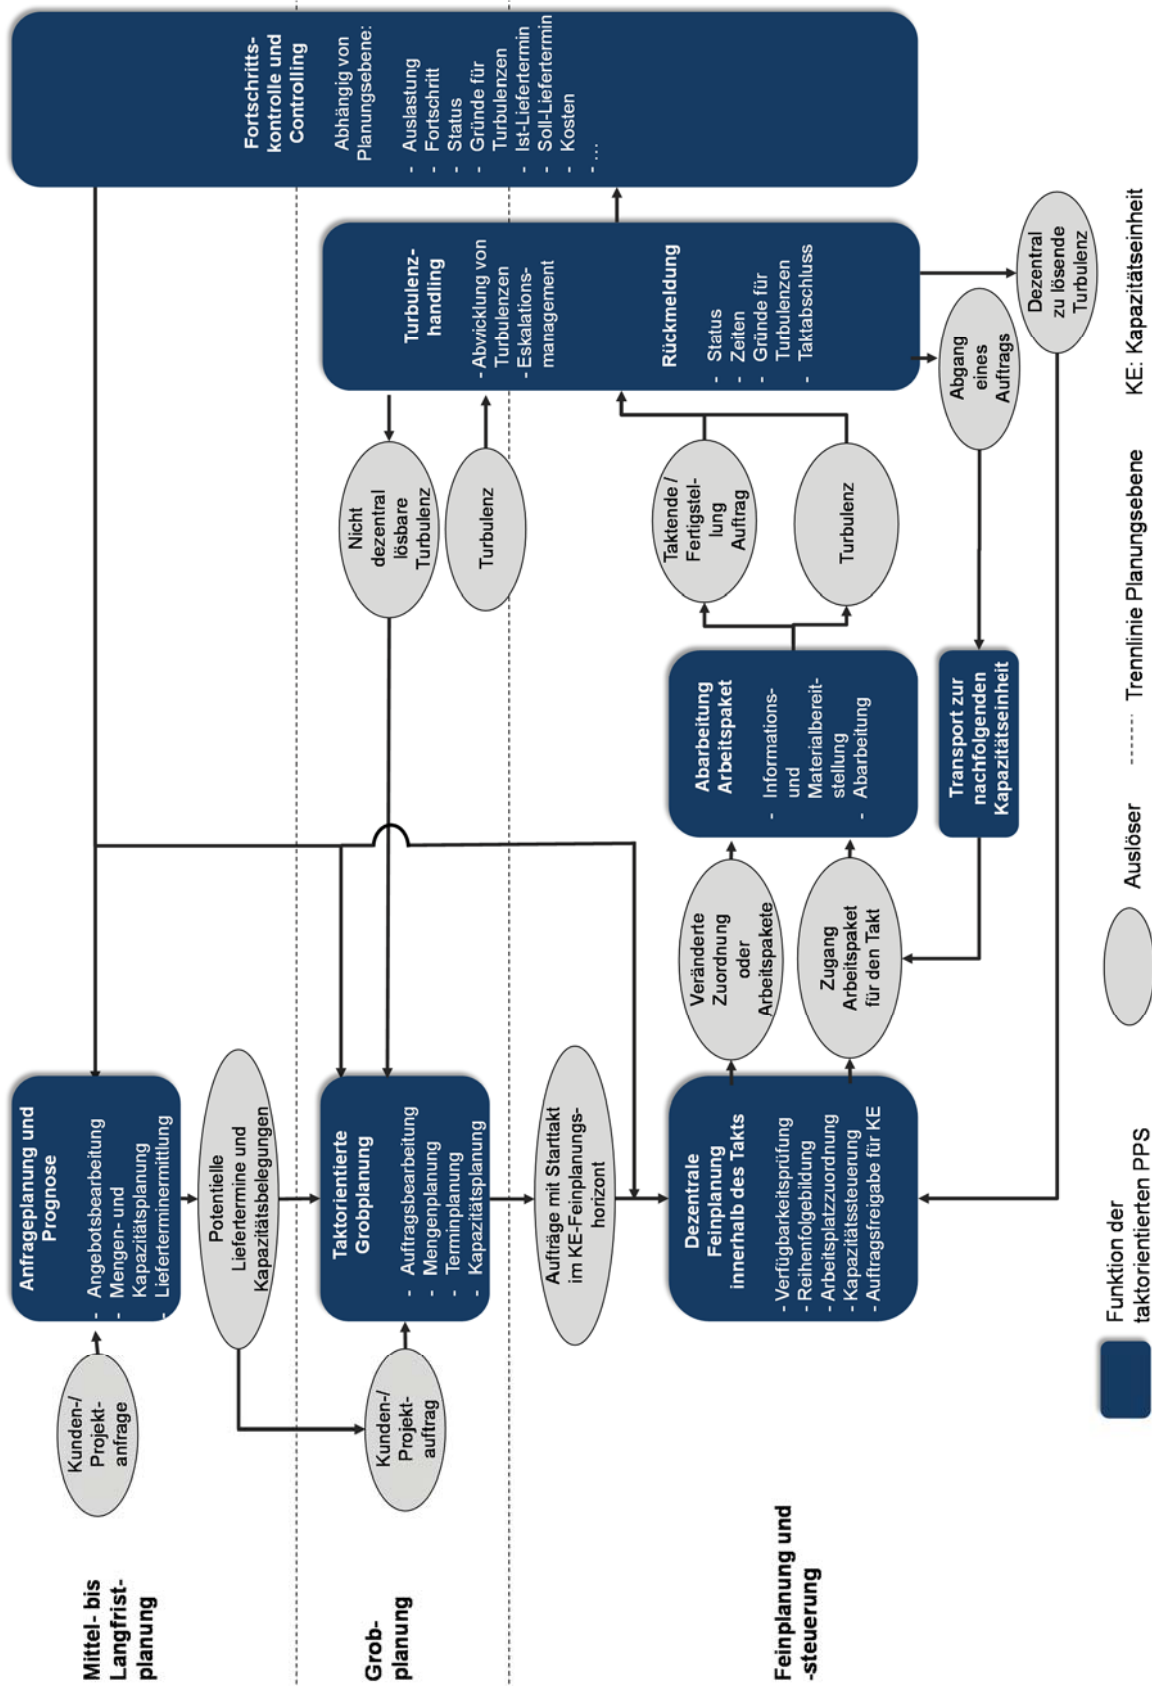 Mittel- bis
Langfrist-
planung
Kunden-/
Projekt-
anfrage
Anfrageplanung und
Prognose
- Angebotsbearbeitung
- Mengen- und
Kapazitätsplanung
- Lieferterminermittlung
Potentielle
Liefertermine und
Kapazitätsbelegungen
Grob-
planung
Kunden-/
Projekt-
auftrag
Taktorientierte
Grobplanung
- Auftragsbearbeitung
- Mengenplanung
- Terminplanung
- Kapazitätsplanung
Nicht
dezentral
lösbare
Turbulenz
Turbulenz
Turbulenz-
handling
- Abwicklung von
Turbulenzen
- Eskalations-
management
Fortschritts-
kontrolle und
Controlling
Abhängig von
Planungsebene:
- Auslastung
- Fortschritt
- Status
- Gründe für
Turbulenzen
- Ist-Liefertermin
- Soll-Liefertermin
- Kosten
- ...
Aufträge mit Starttakt
im KE-Feinplanungs-
horizont
Feinplanung und
-steuerung
Dezentrale
Feinplanung
innerhalb des Takts
- Verfügbarkeitsprüfung
- Reihenfolgebildung
- Arbeitsplatzzuordnung
- Kapazitätssteuerung
- Auftragsfreigabe für KE
Veränderte
Zuordnung
oder
Arbeitspakete
Zugang
Arbeitspaket
für den Takt
Abarbeitung
Arbeitspaket
- Informations-
und
Materialbereit-
stellung
- Abarbeitung
Taktende /
Fertigstel-
lung
Auftrag
Turbulenz
Rückmeldung
- Status
- Zeiten
- Gründe für
Turbulenzen
- Taktabschluss
Transport zur
nachfolgenden
Kapazitätseinheit
Abgang
eines
Auftrags
Dezentral
zu lösende
Turbulenz
Funktion der
taktorientierten PPS
Auslöser
Trennlinie Planungsebene
KE: Kapazitätseinheit